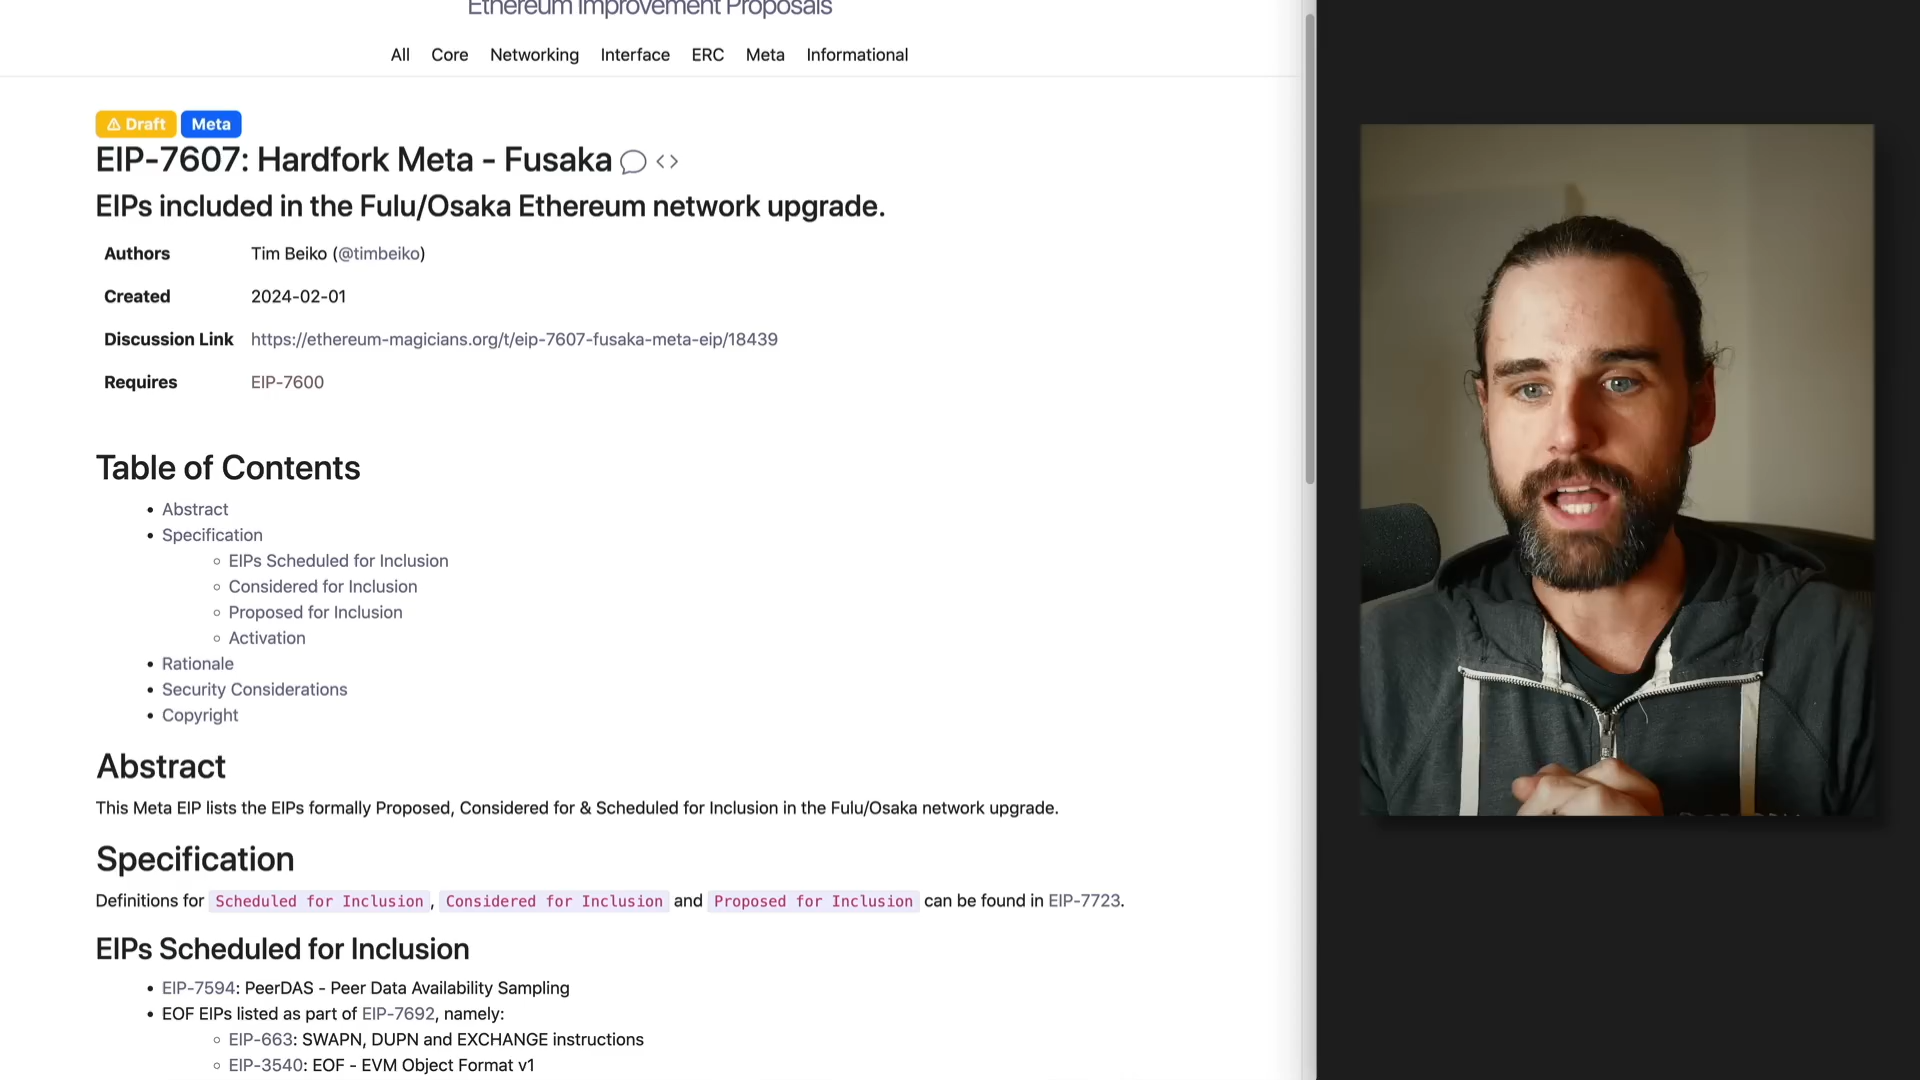 Ethereum Improvement Proposals
All Core Networking Interface ERC Meta Informational
⚠ Draft Meta
EIP-7607: Hardfork Meta - Fusaka
EIPs included in the Fulu/Osaka Ethereum network upgrade.
Authors Tim Beiko (@timbeiko)
Created 2024-02-01
Discussion Link https://ethereum-magicians.org/t/eip-7607-fusaka-meta-eip/18439
Requires EIP-7600
Table of Contents
• Abstract
• Specification
◦ EIPs Scheduled for Inclusion
◦ Considered for Inclusion
◦ Proposed for Inclusion
◦ Activation
• Rationale
• Security Considerations
• Copyright
Abstract
This Meta EIP lists the EIPs formally Proposed, Considered for & Scheduled for Inclusion in the Fulu/Osaka network upgrade.
Specification
Definitions for Scheduled for Inclusion, Considered for Inclusion and Proposed for Inclusion can be found in EIP-7723.
EIPs Scheduled for Inclusion
• EIP-7594: PeerDAS - Peer Data Availability Sampling
• EOF EIPs listed as part of EIP-7692, namely:
◦ EIP-663: SWAPN, DUPN and EXCHANGE instructions
◦ EIP-3540: EOF - EVM Object Format v1